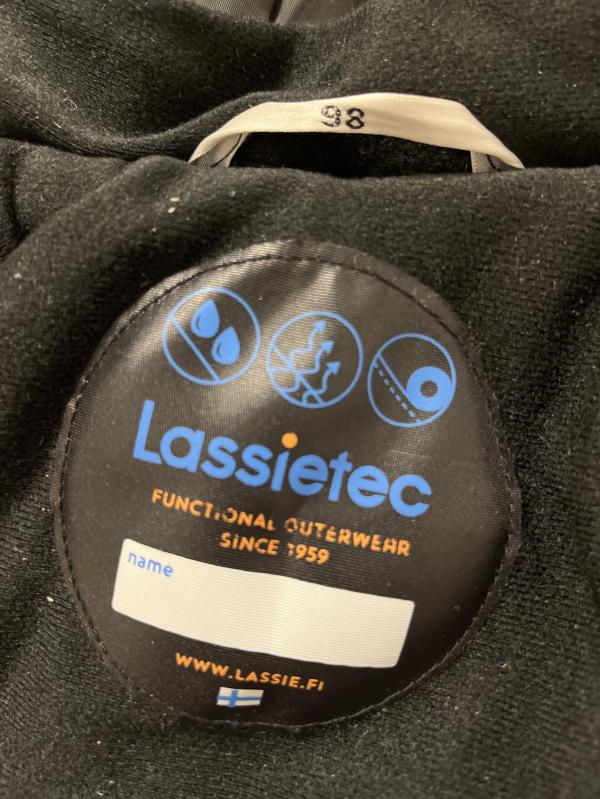 98
Lassietec
FUNCTIONAL OUTERWEAR
SINCE 1959
name
WWW.LASSIE.FI